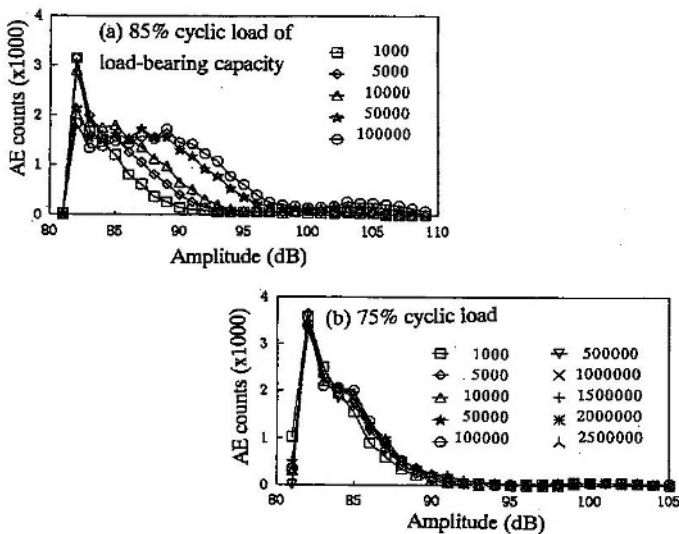 4
(a) 85% cyclic load of
load-bearing capacity
1000
5000
10000
50000
100000
3
2
1
0
AE counts (x1000)
80 85 90 95 100 105 110
Amplitude (dB)
4
(b) 75% cyclic load
1000 500000
5000 1000000
10000 1500000
50000 2000000
100000 2500000
3
2
1
0
AE counts (x1000)
80 85 90 95 100 105
Amplitude (dB)